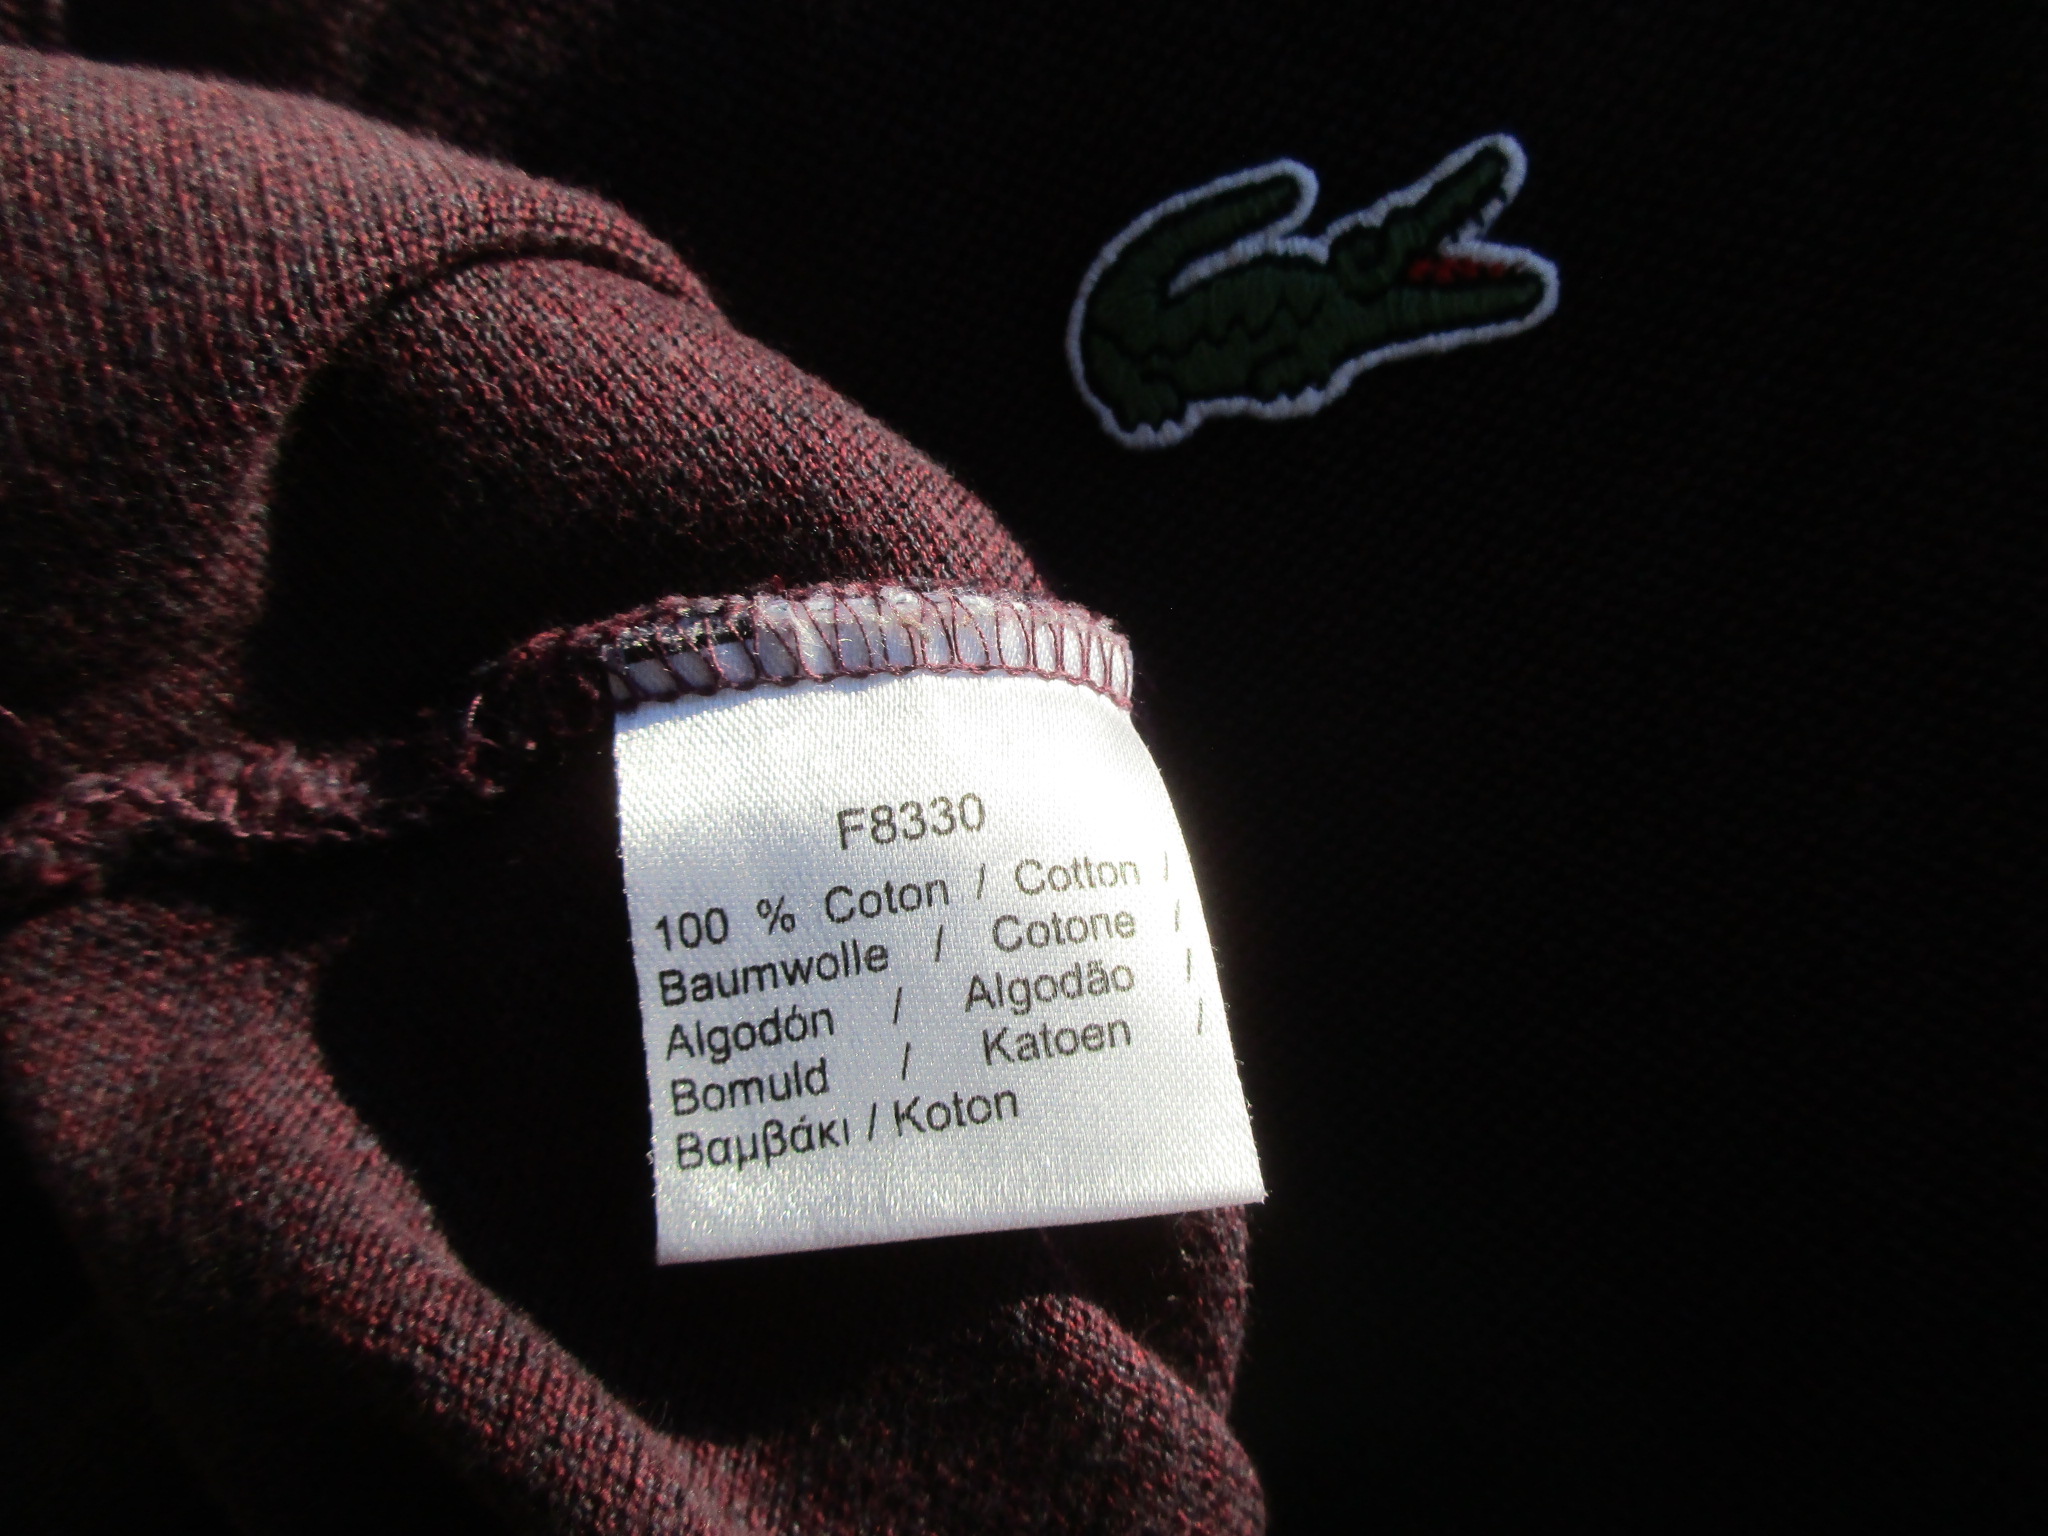 F8330
100 % Coton / Cotton /
Baumwolle / Cotone /
Algodón / Algodão /
Bomuld / Katoen /
Βαμβάκι / Koton